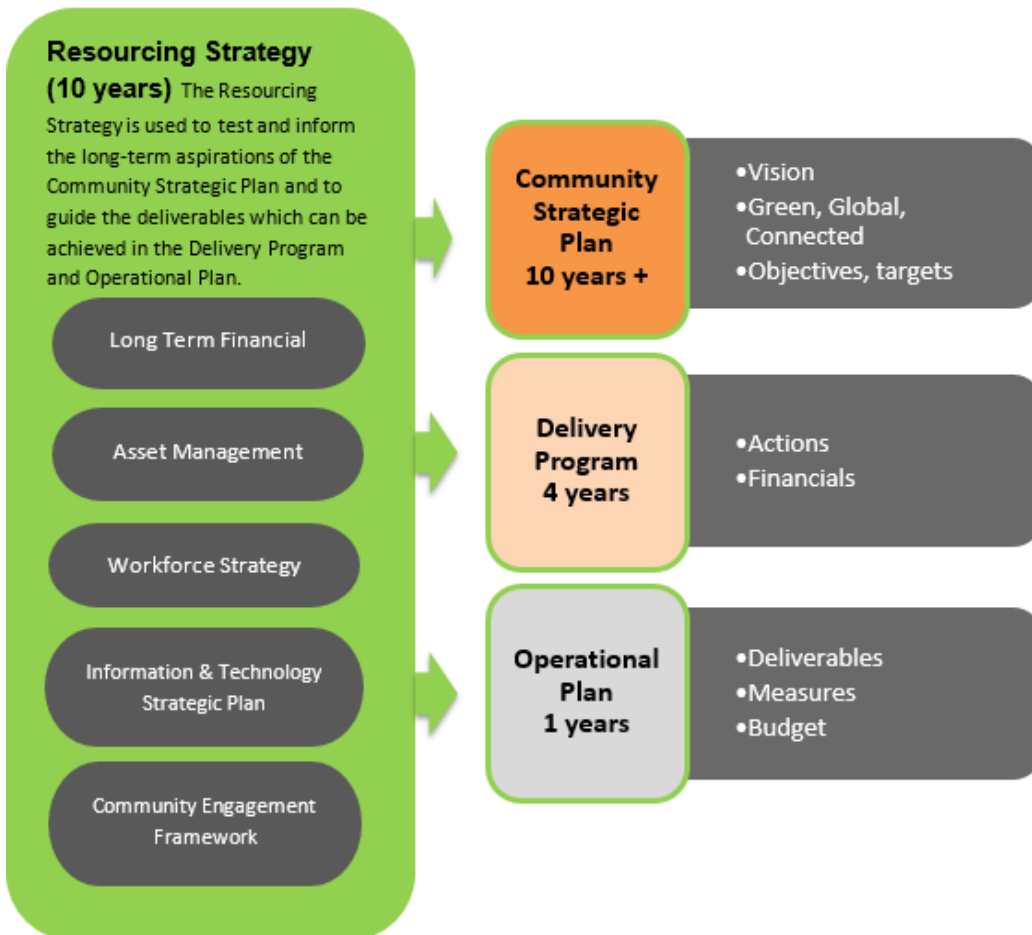 Resourcing Strategy
(10 years) The Resourcing
Strategy is used to test and inform
the long-term aspirations of the
Community Strategic Plan and to
guide the deliverables which can be
achieved in the Delivery Program
and Operational Plan.
Long Term Financial
Asset Management
Workforce Strategy
Information & Technology
Strategic Plan
Community Engagement
Framework
Community
Strategic
Plan
10 years +
•Vision
•Green, Global,
Connected
•Objectives, targets
Delivery
Program
4 years
•Actions
•Financials
Operational
Plan
1 years
•Deliverables
•Measures
•Budget